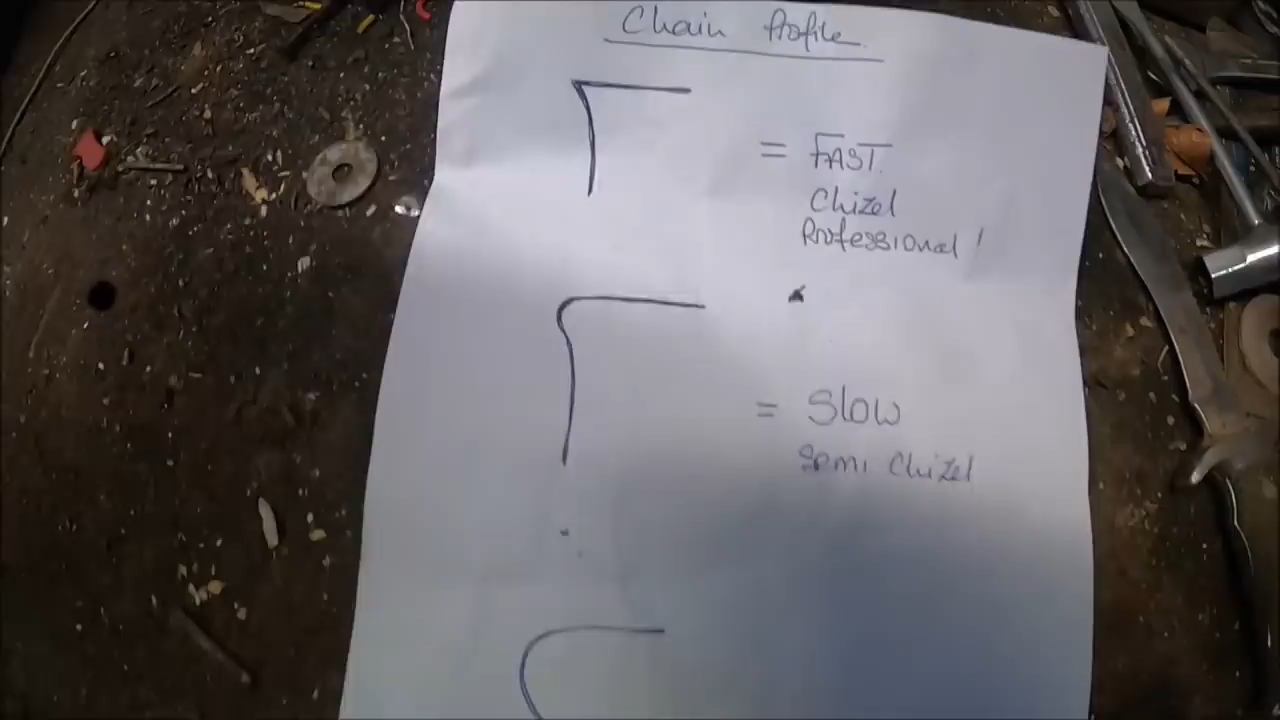 Chain Profile
= FAST.
Chizel
Professional !
= Slow
Semi Chizel